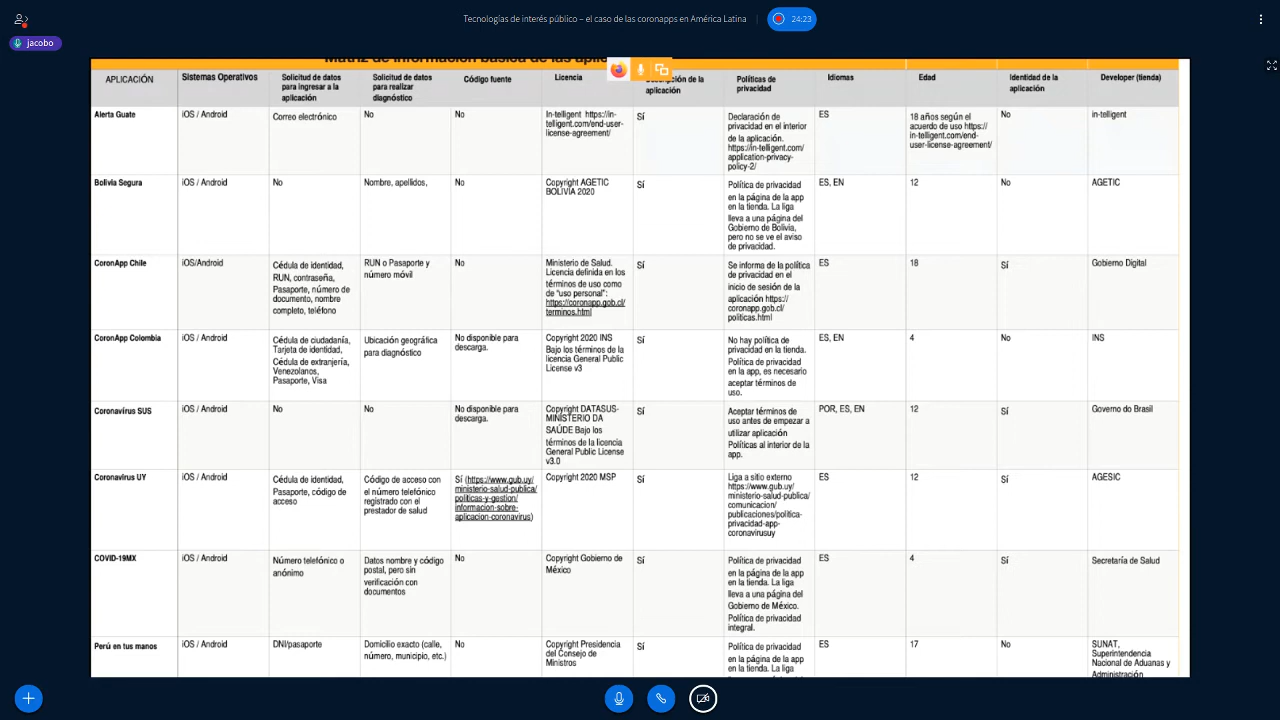 Tecnologías de interés público – el caso de las coronapps en América Latina
24:23
jacobo
Matriz de información básica de las
APLICACIÓN
Sistemas Operativos
Solicitud de datos
para ingresar a la
aplicación
Solicitud de datos
para realizar
diagnóstico
Código fuente
Licencia
de la
aplicación
Políticas de
privacidad
Idiomas
Edad
Identidad de la
aplicación
Developer (tienda)
Alerta Guate
iOS / Android
Correo electrónico
No
No
In-telligent https://in-
telligent.com/end-user-
license-agreement/
Sí
Declaración de
privacidad en el interior
de la aplicación.
https://in-telligent.com/
application-privacy-
policy-2/
ES
18 años según el
acuerdo de uso https://
in-telligent.com/end-
user-license-agreement/
No
in-telligent
Bolivia Segura
iOS / Android
No
Nombre, apellidos,
No
Copyright AGETIC
BOLIVIA 2020
Sí
Política de privacidad
en la página de la app
en la tienda. La liga
lleva a una página del
Gobierno de Bolivia,
pero no se ve el aviso
de privacidad.
ES, EN
12
No
AGETIC
CoronApp Chile
iOS/Android
Cédula de identidad,
RUN, contraseña,
Pasaporte, número de
documento, nombre
completo, teléfono
RUN o Pasaporte y
número móvil
No
Ministerio de Salud.
Licencia definida en los
términos de uso como
de “uso personal”:
https://coronapp.gob.cl/
terminos.html
Sí
Se informa de la política
de privacidad en el
inicio de sesión de la
aplicación https://
coronapp.gob.cl/
politicas.html
ES
18
Sí
Gobierno Digital
CoronApp Colombia
iOS / Android
Cédula de ciudadanía,
Tarjeta de identidad,
Cédula de extranjería,
Venezolanos,
Pasaporte, Visa
Ubicación geográfica
para diagnóstico
No disponible para
descarga.
Copyright 2020 INS
Bajo los términos de la
licencia General Public
License v3
Sí
No hay política de
privacidad en la tienda.
Política de privacidad
en la app, es necesario
aceptar términos de
uso.
ES, EN
4
No
INS
Coronavírus SUS
iOS / Android
No
No
No disponible para
descarga.
Copyright DATASUS-
MINISTERIO DA
SAÚDE Bajo los
términos de la licencia
General Public License
v3.0
Sí
Aceptar términos de
uso antes de empezar a
utilizar aplicación
Políticas al interior de la
app.
POR, ES, EN
12
Sí
Governo do Brasil
Coronavirus UY
iOS / Android
Cédula de identidad,
Pasaporte, código de
acceso
Código de acceso con
el número telefónico
registrado con el
prestador de salud
Sí (https://www.gub.uy/
ministerio-salud-publica/
politicas-y-gestion/
informacion-sobre-
aplicacion-coronavirus)
Copyright 2020 MSP
Sí
Liga a sitio externo
https://www.gub.uy/
ministerio-salud-publica/
comunicacion/
publicaciones/politica-
privacidad-app-
coronavirusuy
ES
12
Sí
AGESIC
COVID-19MX
iOS / Android
Número telefónico o
anónimo
Datos nombre y código
postal, pero sin
verificación con
documentos
No
Copyright Gobierno de
México
Sí
Política de privacidad
en la página de la app
en la tienda. La liga
lleva a una página del
Gobierno de México.
Política de privacidad
integral.
ES
4
Sí
Secretaría de Salud
Perú en tus manos
iOS / Android
DNI/pasaporte
Domicilio exacto (calle,
número, municipio, etc.)
No
Copyright Presidencia
del Consejo de
Ministros
Sí
Política de privacidad
en la página de la app
en la tienda. La liga
ES
17
No
SUNAT,
Superintendencia
Nacional de Aduanas y
Administración